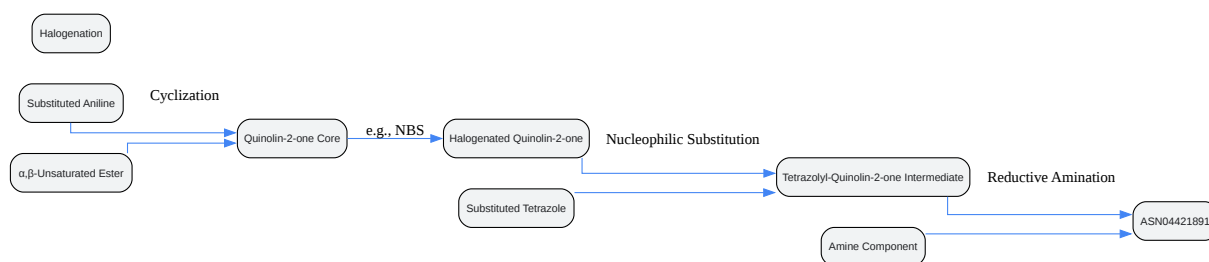 Halogenation
Substituted Aniline
Cyclization
α,β-Unsaturated Ester
Quinolin-2-one Core
e.g., NBS
Halogenated Quinolin-2-one
Nucleophilic Substitution
Substituted Tetrazole
Tetrazolyl-Quinolin-2-one Intermediate
Reductive Amination
Amine Component
ASN04421891